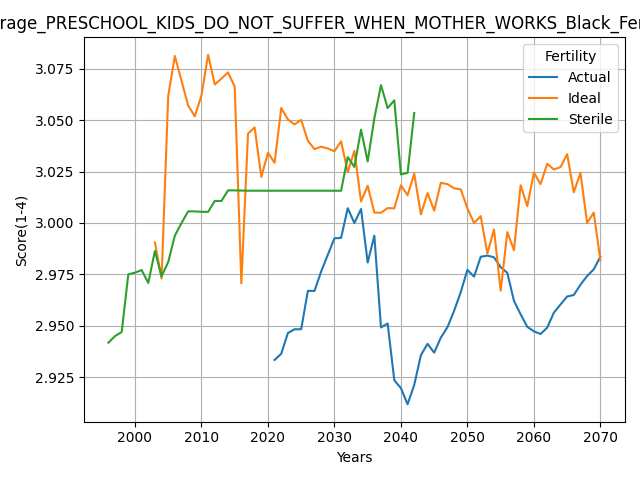 rage_PRESCHOOL_KIDS_DO_NOT_SUFFER_WHEN_MOTHER_WORKS_Black_Fer
Fertility
Actual
Ideal
Sterile
Score(1-4)
3.075
3.050
3.025
3.000
2.975
2.950
2.925
2000 2010 2020 2030 2040 2050 2060 2070
Years